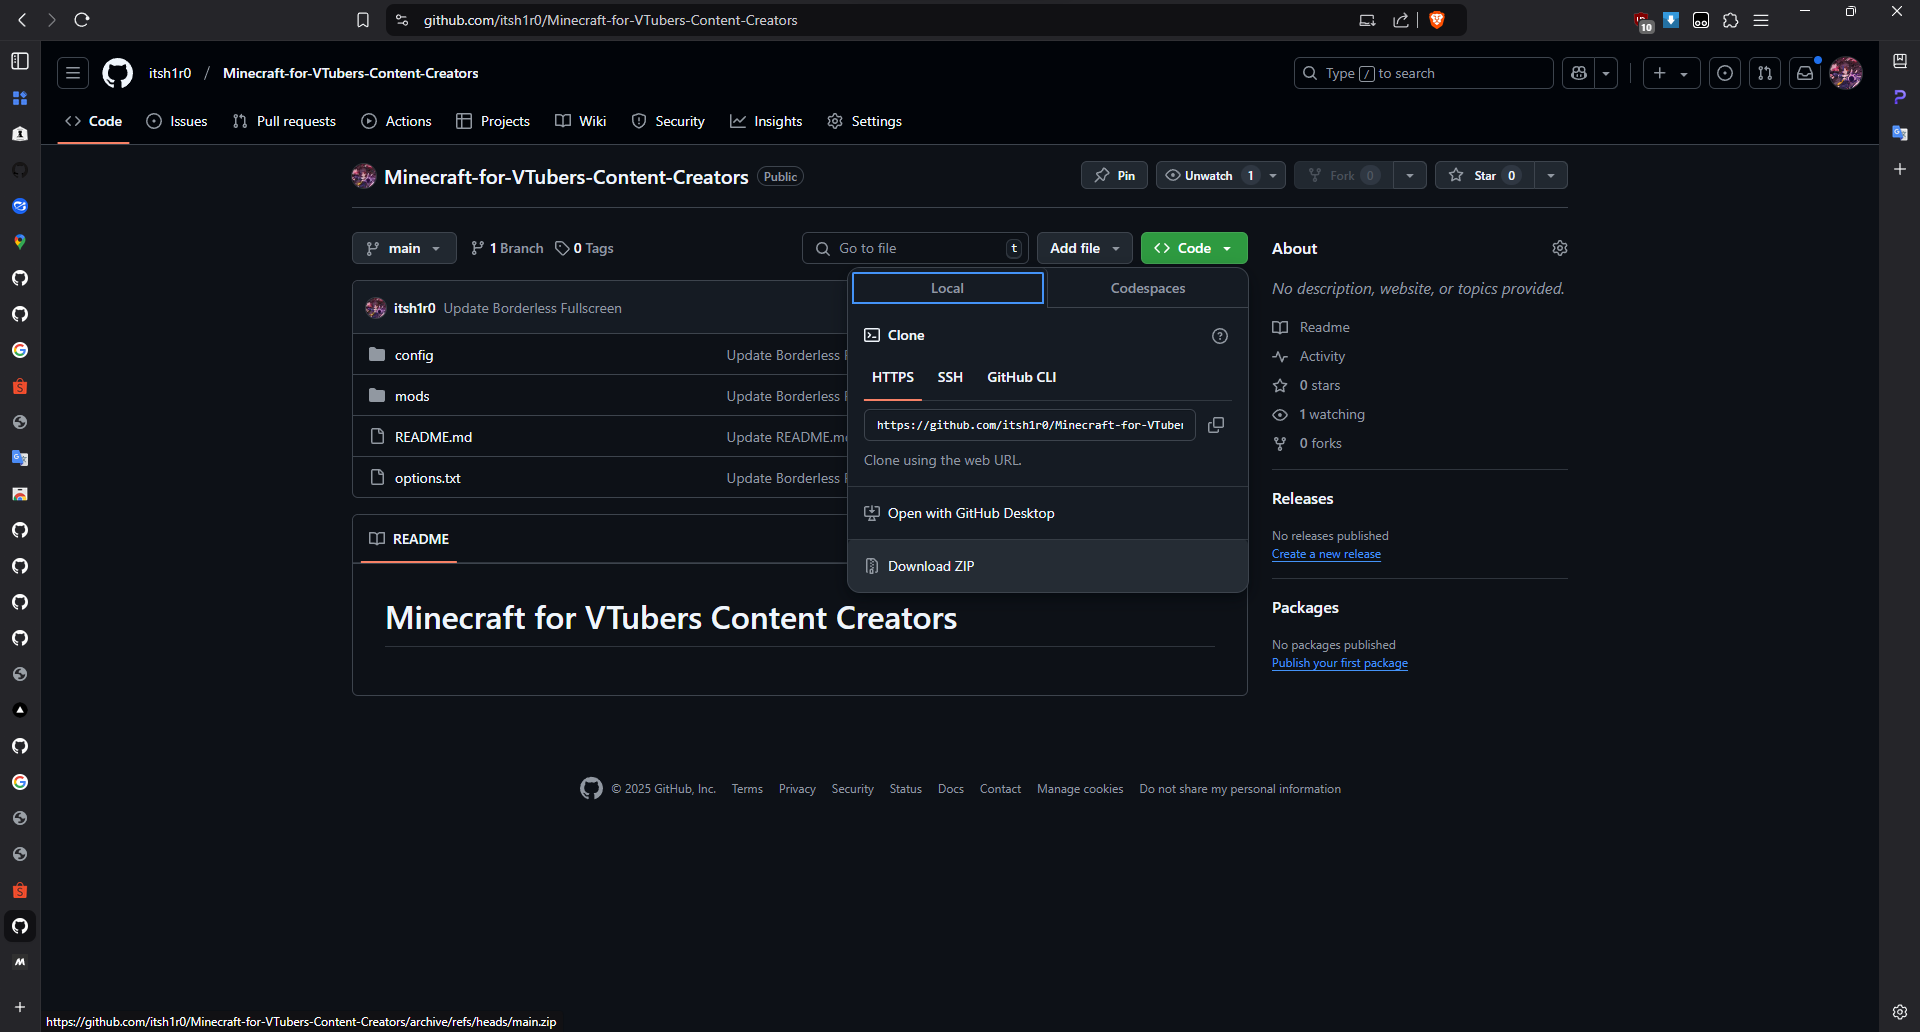 github.com/itsh1r0/Minecraft-for-VTubers-Content-Creators
10
itsh1r0 / Minecraft-for-VTubers-Content-Creators
Type / to search
Code
Issues
Pull requests
Actions
Projects
Wiki
Security
Insights
Settings
Minecraft-for-VTubers-Content-Creators
Public
Pin
Unwatch 1
Fork 0
Star 0
main
1 Branch
0 Tags
Go to file
t
Add file
Code
Local
Codespaces
Clone
HTTPS
SSH
GitHub CLI
https://github.com/itsh1r0/Minecraft-for-VTuber
Clone using the web URL.
Open with GitHub Desktop
Download ZIP
itsh1r0 Update Borderless Fullscreen
config
Update Borderless F
mods
Update Borderless F
README.md
Update README.md
options.txt
Update Borderless F
README
Minecraft for VTubers Content Creators
About
No description, website, or topics provided.
Readme
Activity
0 stars
1 watching
0 forks
Releases
No releases published
Create a new release
Packages
No packages published
Publish your first package
© 2025 GitHub, Inc.
Terms
Privacy
Security
Status
Docs
Contact
Manage cookies
Do not share my personal information
https://github.com/itsh1r0/Minecraft-for-VTubers-Content-Creators/archive/refs/heads/main.zip